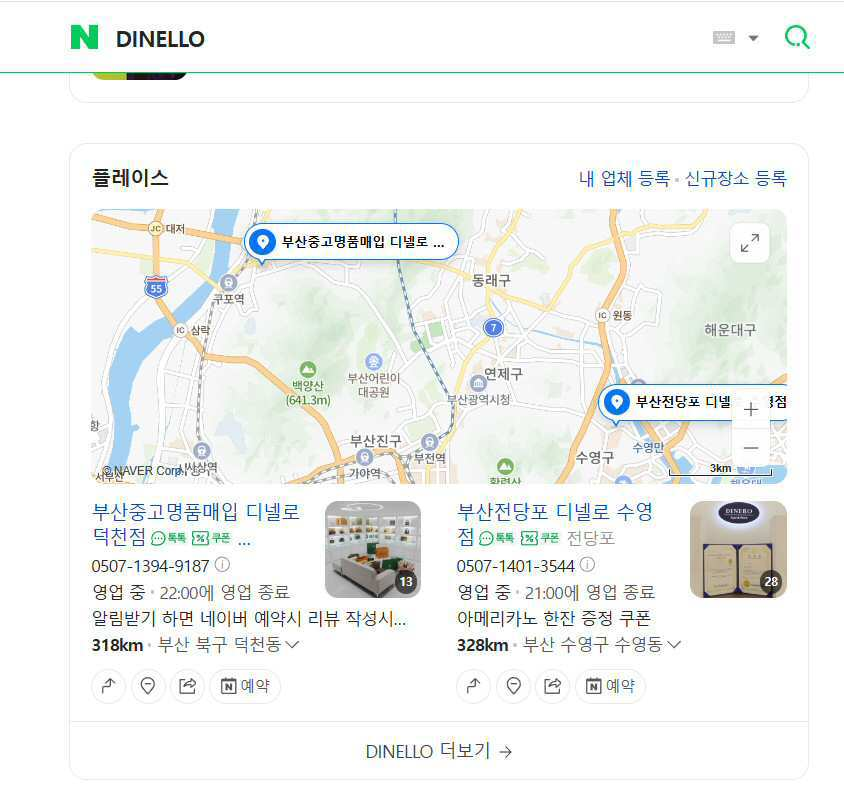 N DINELLO
플레이스
내 업체 등록 · 신규장소 등록
대저
부산중고명품매입 디넬로 ...
55
구포역
동래구
7
IC 원동
IC 삼락
해운대구
백양산
(641.3m)
부산어린이
대공원
연제구
부산광역시청
부산전당포 디넬
부산진구
부전역
수영구
수영만
사상역
가야역
황령산
© NAVER Corp.
3km
부산중고명품매입 디넬로
덕천점 톡톡 쿠폰 ...
0507-1394-9187
영업 중 · 22:00에 영업 종료
알림받기 하면 네이버 예약시 리뷰 작성시...
318km · 부산 북구 덕천동
예약
13
부산전당포 디넬로 수영
점 톡톡 쿠폰 전당포
0507-1401-3544
영업 중 · 21:00에 영업 종료
아메리카노 한잔 증정 쿠폰
328km · 부산 수영구 수영동
예약
DINERO
28
DINELLO 더보기 →